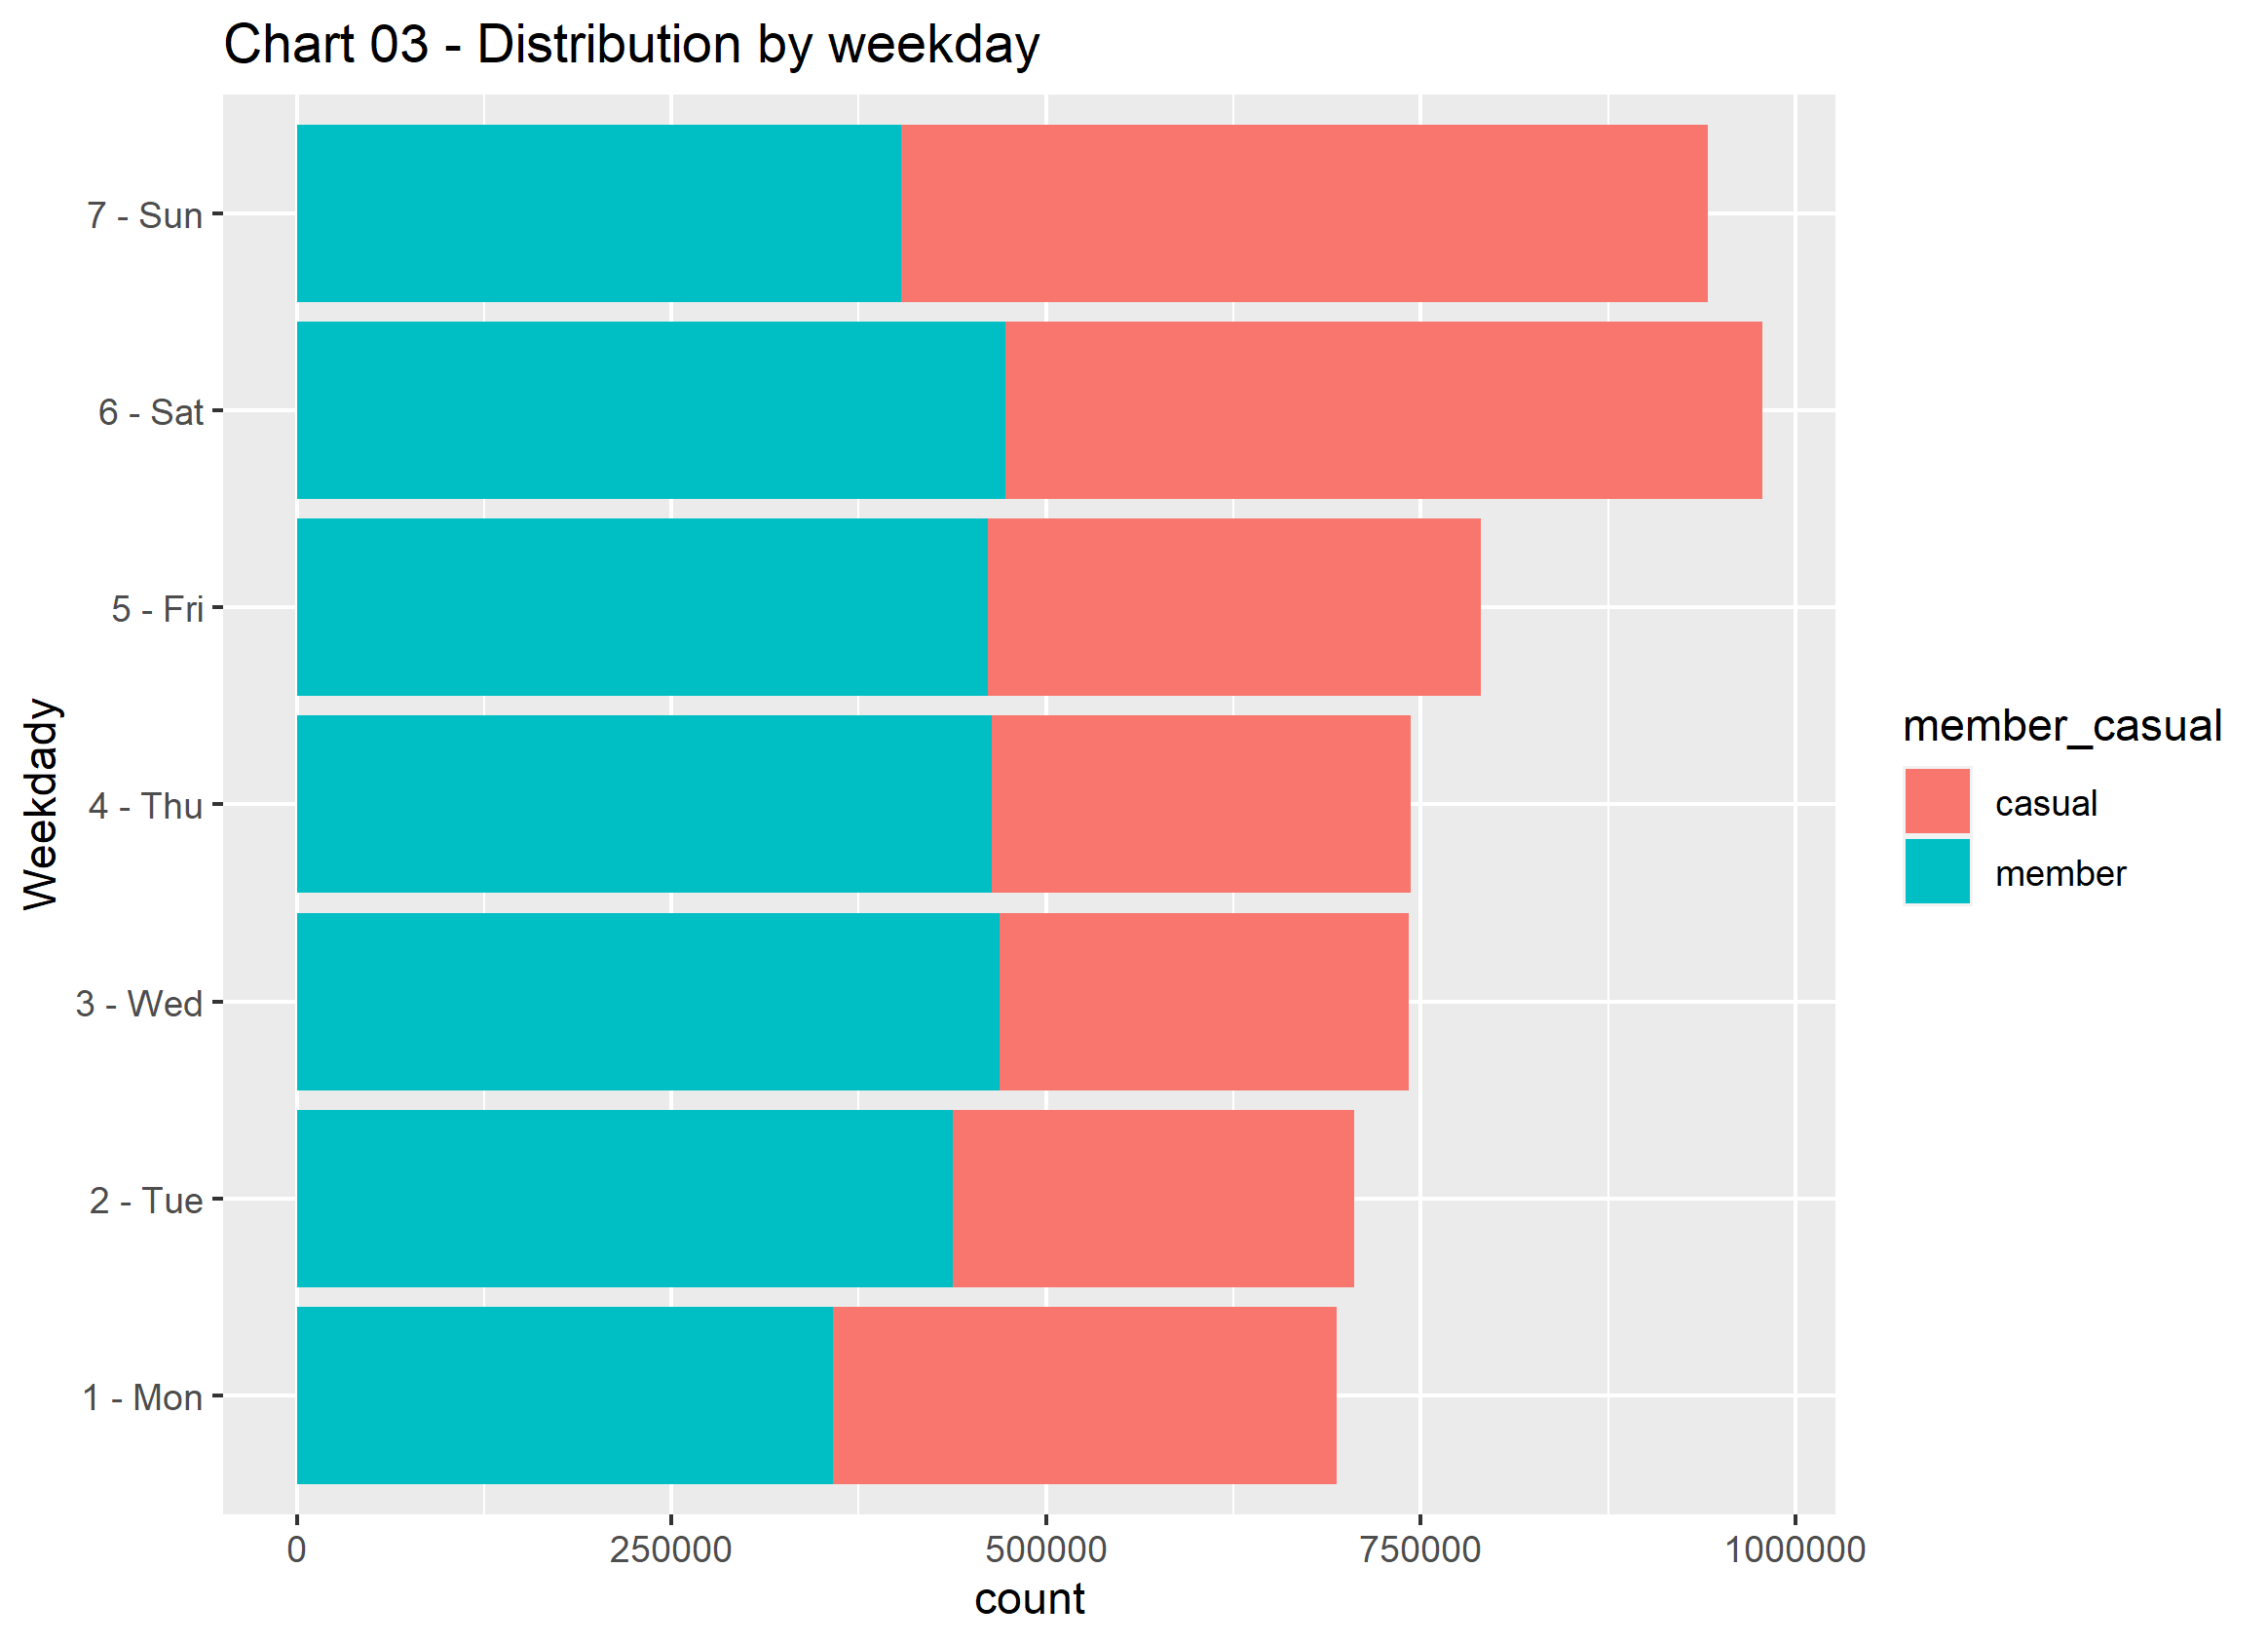 Chart 03 - Distribution by weekday
7 - Sun
6 - Sat
5 - Fri
4 - Thu
3 - Wed
2 - Tue
1 - Mon
Weekdady
0 250000 500000 750000 1000000
count
member_casual
casual
member